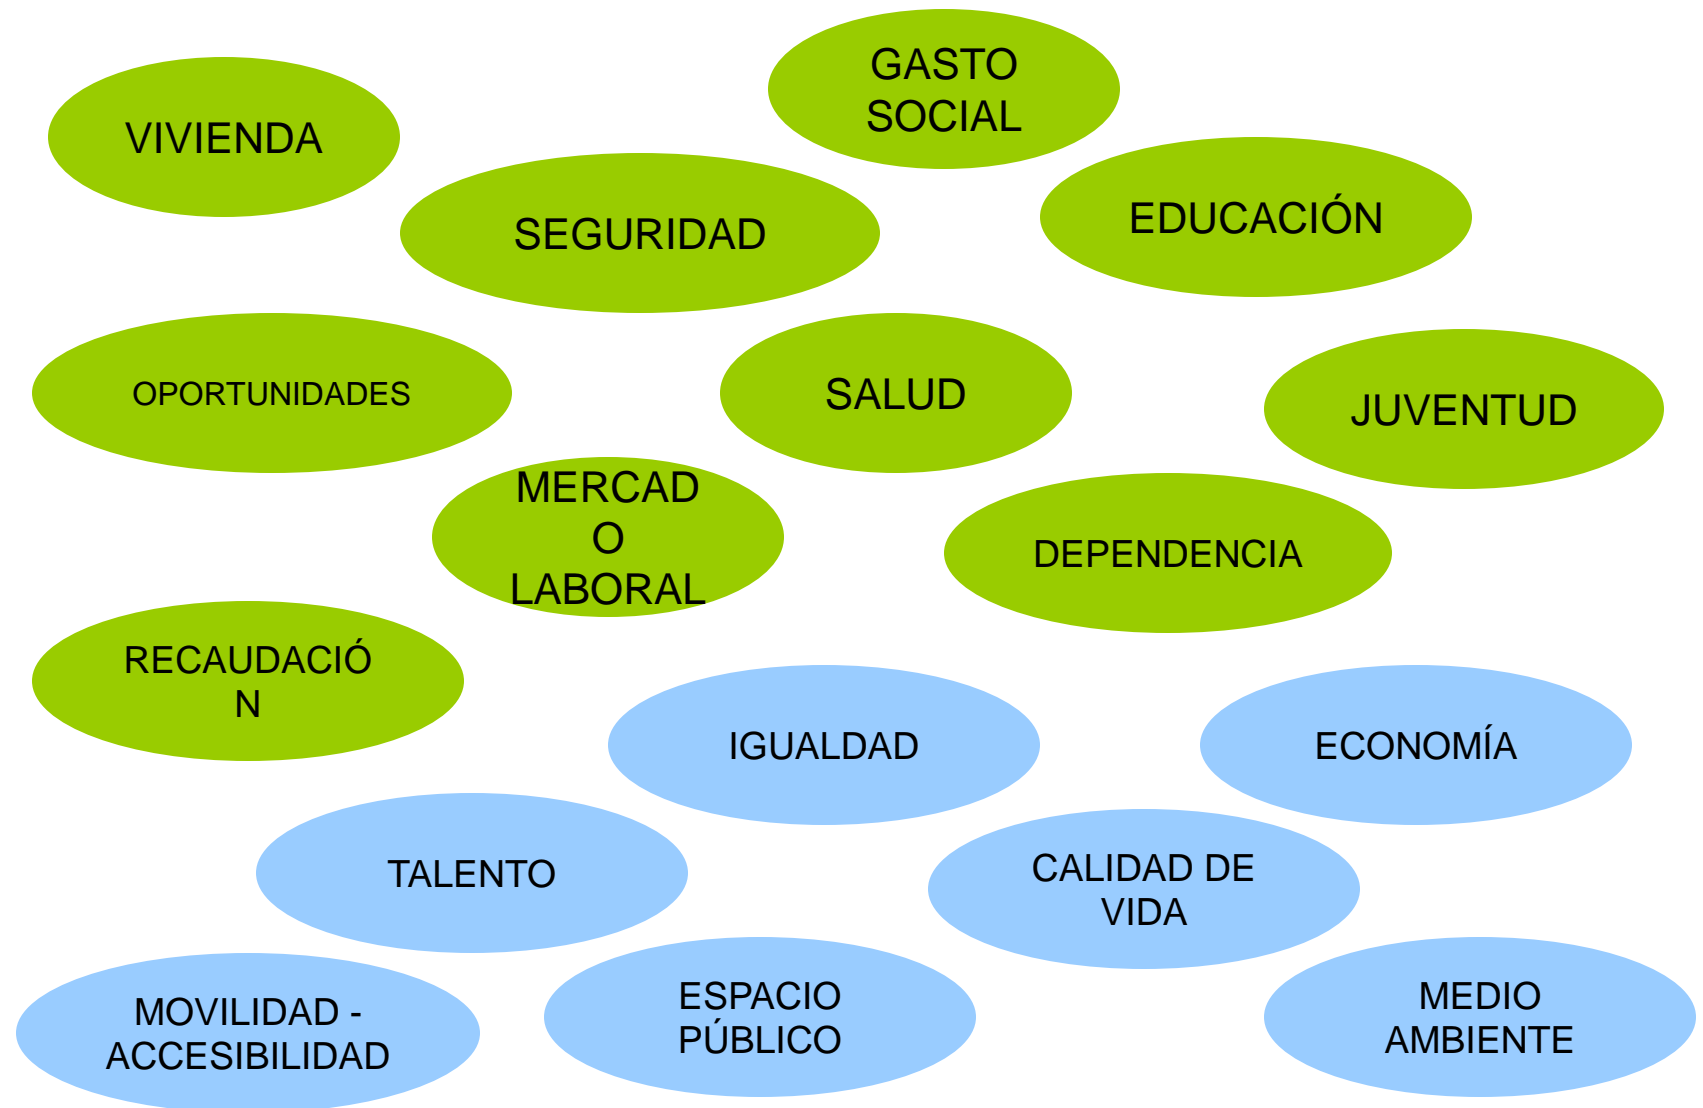 GASTO
SOCIAL
VIVIENDA
SEGURIDAD
EDUCACIÓN
OPORTUNIDADES
SALUD
JUVENTUD
MERCAD
O
LABORAL
DEPENDENCIA
RECAUDACIÓ
N
IGUALDAD
ECONOMÍA
TALENTO
CALIDAD DE
VIDA
MOVILIDAD -
ACCESIBILIDAD
ESPACIO
PÚBLICO
MEDIO
AMBIENTE